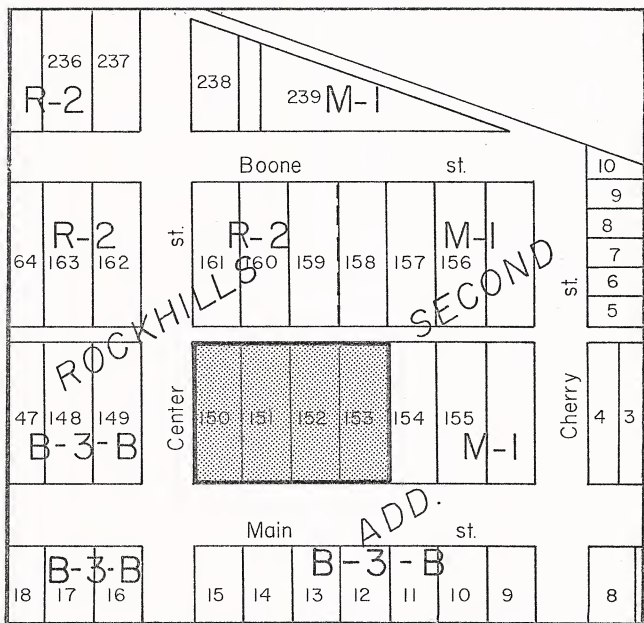 236 237
R-2
238
239 M-1
Boone st.
10
9
8
7
6
5
R-2
64 163 162
st.
R-2
161 160 159 158 157 156
M-1
ROCKHILLS SECOND ADD.
st.
47 148 149
B-3-B
Center
150 151 152 153 154 155
M-1
Cherry
4 3
Main st.
B-3-B
18 17 16
B-3-B
15 14 13 12 11 10 9
8